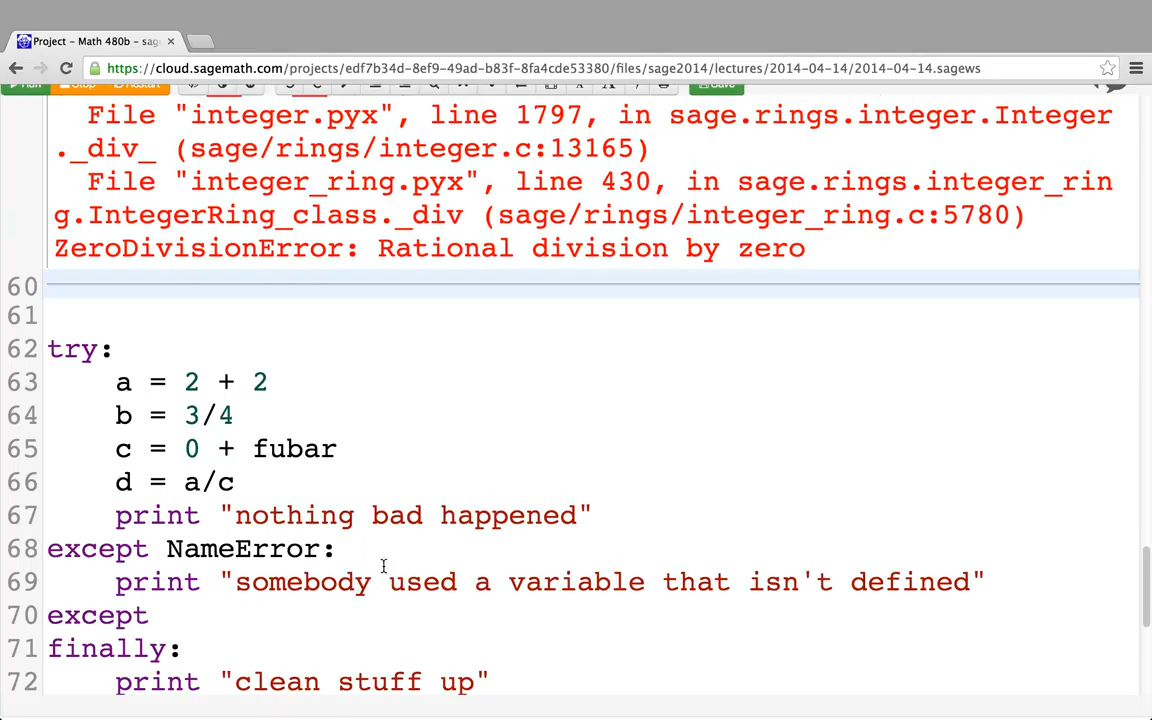 Project - Math 480b - sag
https://cloud.sagemath.com/projects/edf7b34d-8ef9-49ad-b83f-8fa4cde53380/files/sage2014/lectures/2014-04-14/2014-04-14.sagews
File "integer.pyx", line 1797, in sage.rings.integer.Integer
._div_ (sage/rings/integer.c:13165)
File "integer_ring.pyx", line 430, in sage.rings.integer_rin
g.IntegerRing_class._div (sage/rings/integer_ring.c:5780)
ZeroDivisionError: Rational division by zero
60
61
62 try:
63 a = 2 + 2
64 b = 3/4
65 c = 0 + fubar
66 d = a/c
67 print "nothing bad happened"
68 except NameError:
69 print "somebody used a variable that isn't defined"
70 except
71 finally:
72 print "clean stuff up"